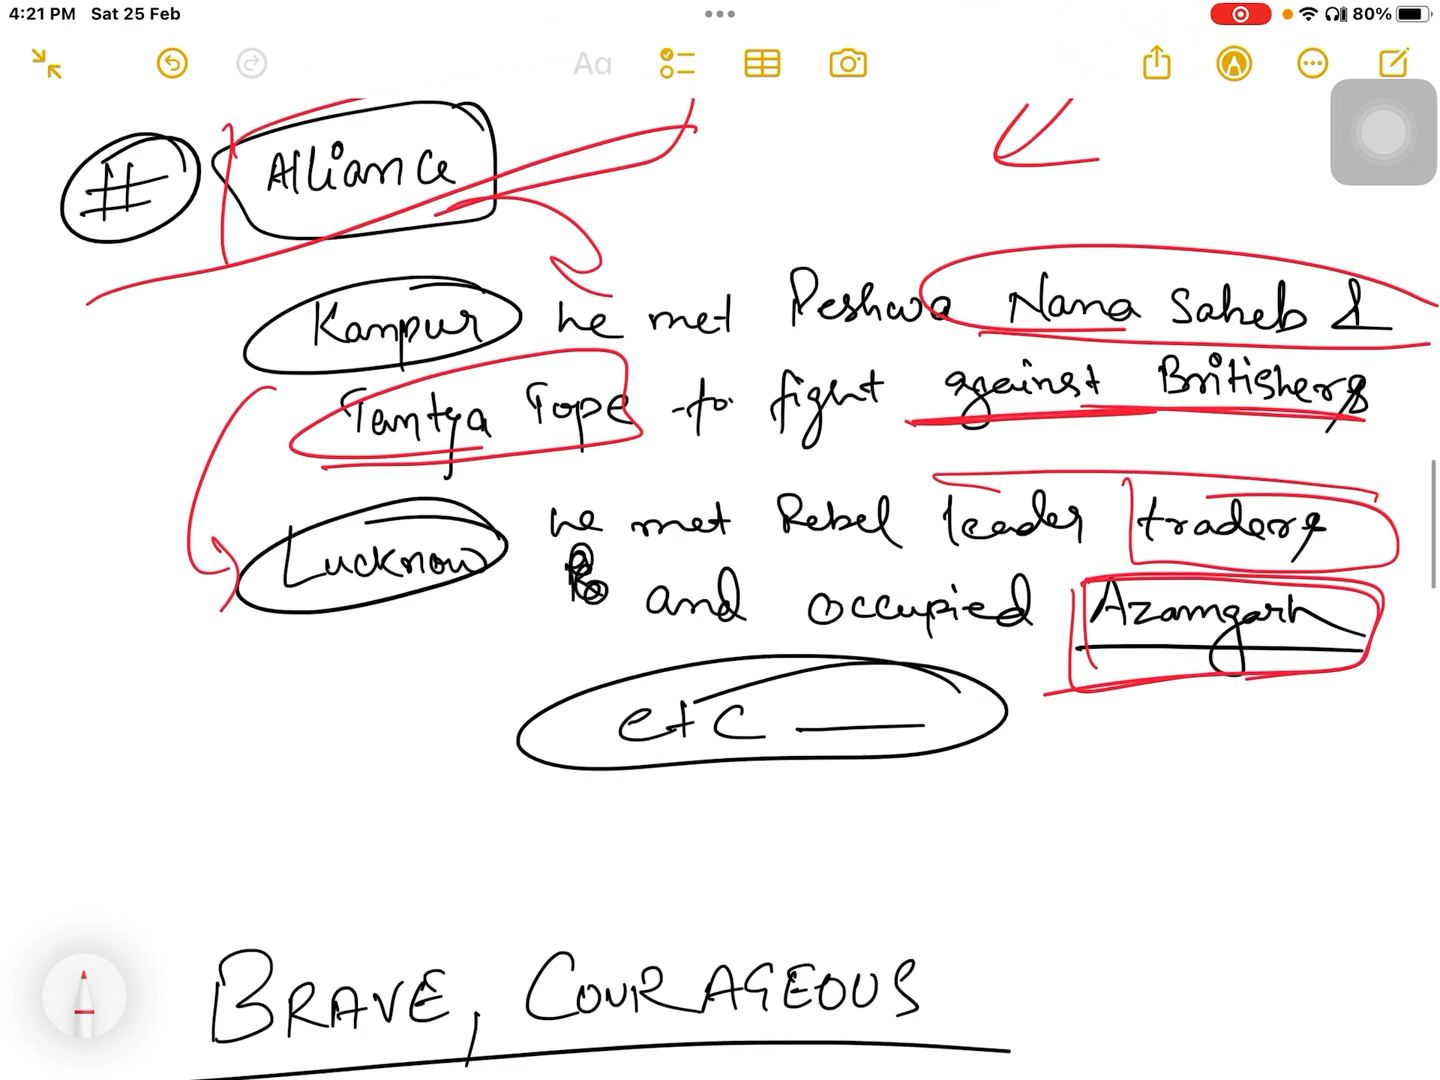 4:21 PM Sat 25 Feb
80%
Aa
# Alliance
Kanpur he met Peshwa Nana Saheb &
Tantya Tope to fight against Britishers
Lucknow he met Rebel leader traders
and occupied Azamgarh
etc
BRAVE, COURAGEOUS